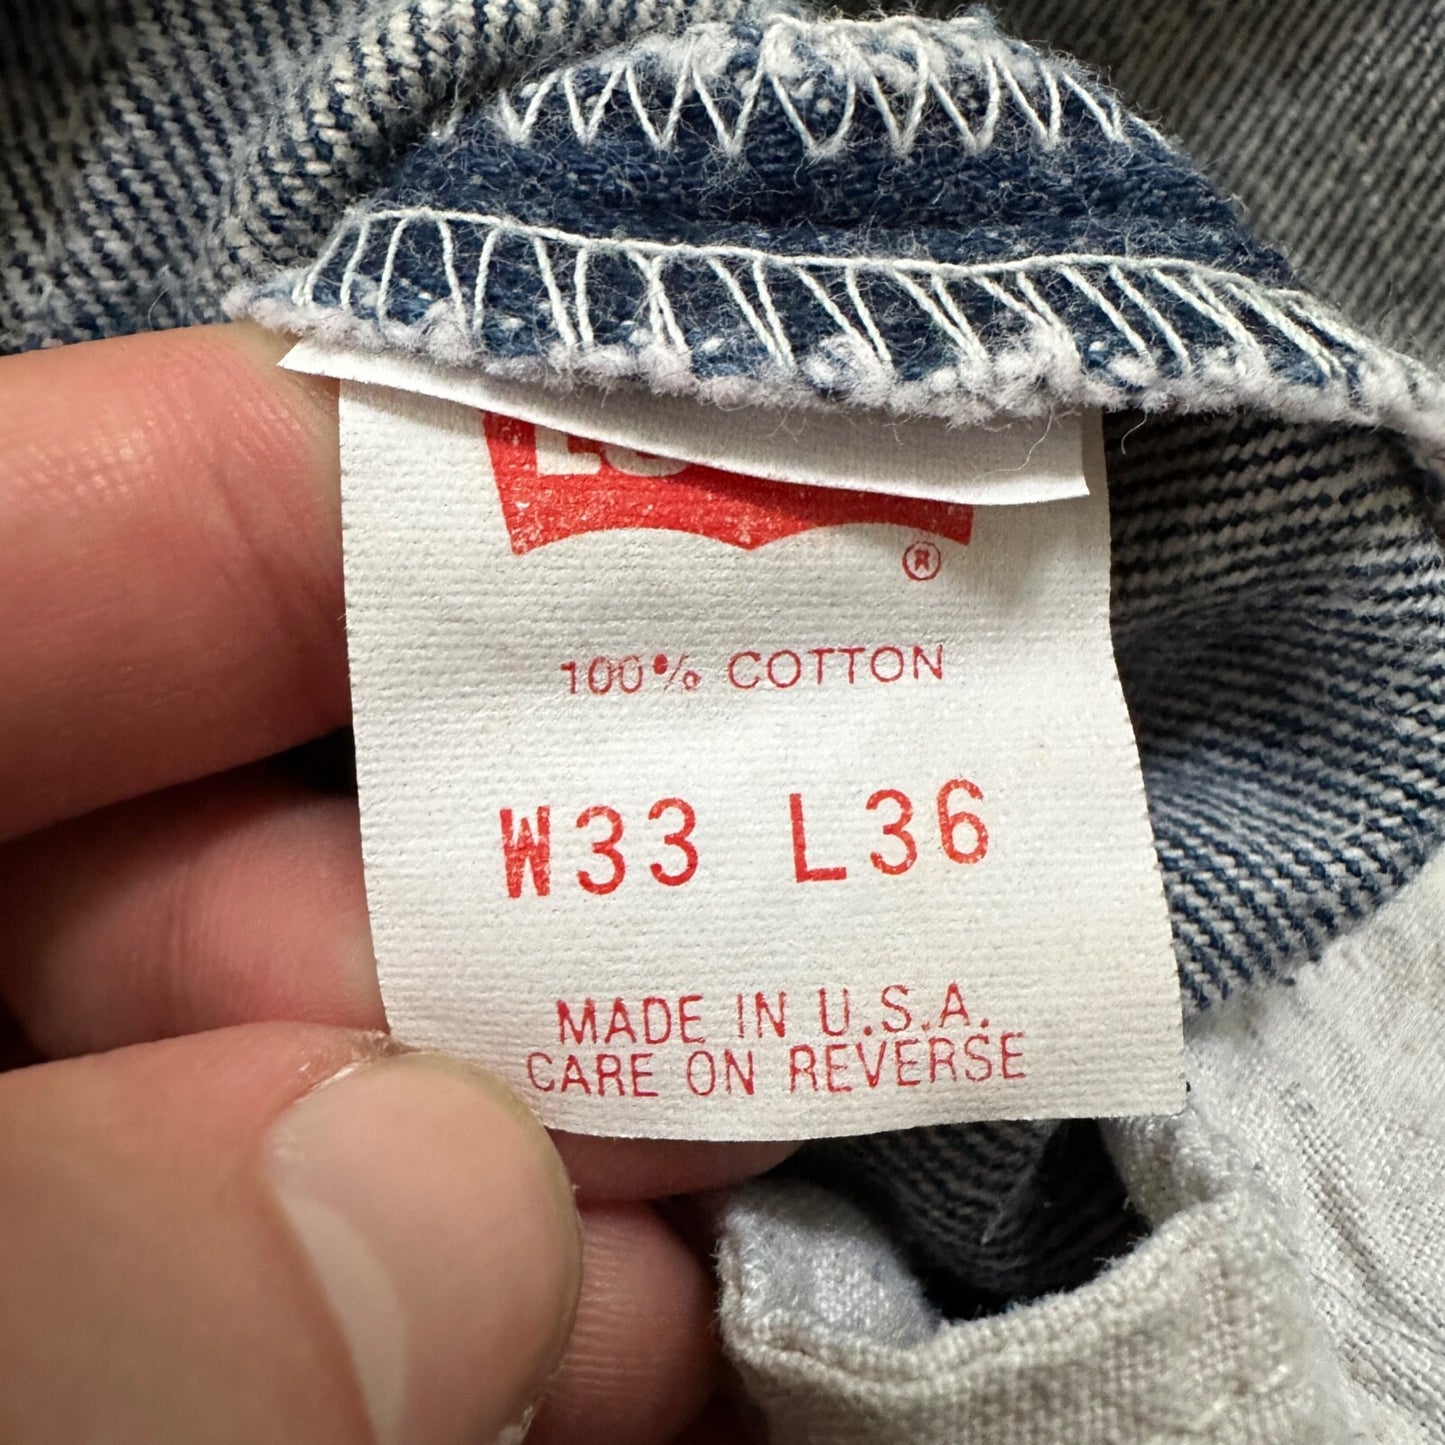 ®
100% COTTON
W33 L36
MADE IN U.S.A.
CARE ON REVERSE